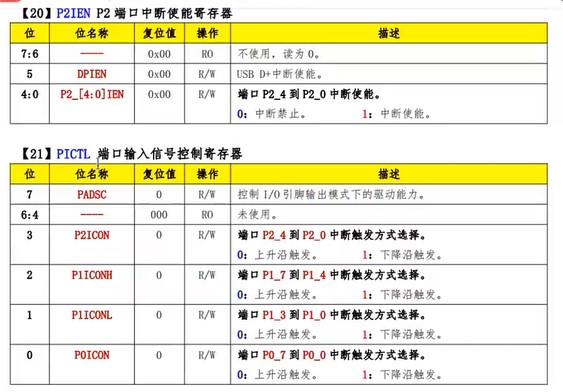 【20】P2IEN P2 端口中断使能寄存器
位 位名称 复位值 操作 描述
7:6 ---- 0x00 RO 不使用，读为 0。
5 DPIEN 0x00 R/W USB D+中断使能。
4:0 P2_[4:0]IEN 0x00 R/W 端口 P2_4 到 P2_0 中断使能。
0：中断禁止。 1：中断使能。
【21】PICTL 端口输入信号控制寄存器
位 位名称 复位值 操作 描述
7 PADSC 0 R/W 控制 I/O 引脚输出模式下的驱动能力。
6:4 ---- 000 RO 未使用。
3 P2ICON 0 R/W 端口 P2_4 到 P2_0 中断触发方式选择。
0：上升沿触发。 1：下降沿触发。
2 P1ICONH 0 R/W 端口 P1_7 到 P1_4 中断触发方式选择。
0：上升沿触发。 1：下降沿触发。
1 P1ICONL 0 R/W 端口 P1_3 到 P1_0 中断触发方式选择。
0：上升沿触发。 1：下降沿触发。
0 P0ICON 0 R/W 端口 P0_7 到 P0_0 中断触发方式选择。
0：上升沿触发。 1：下降沿触发。